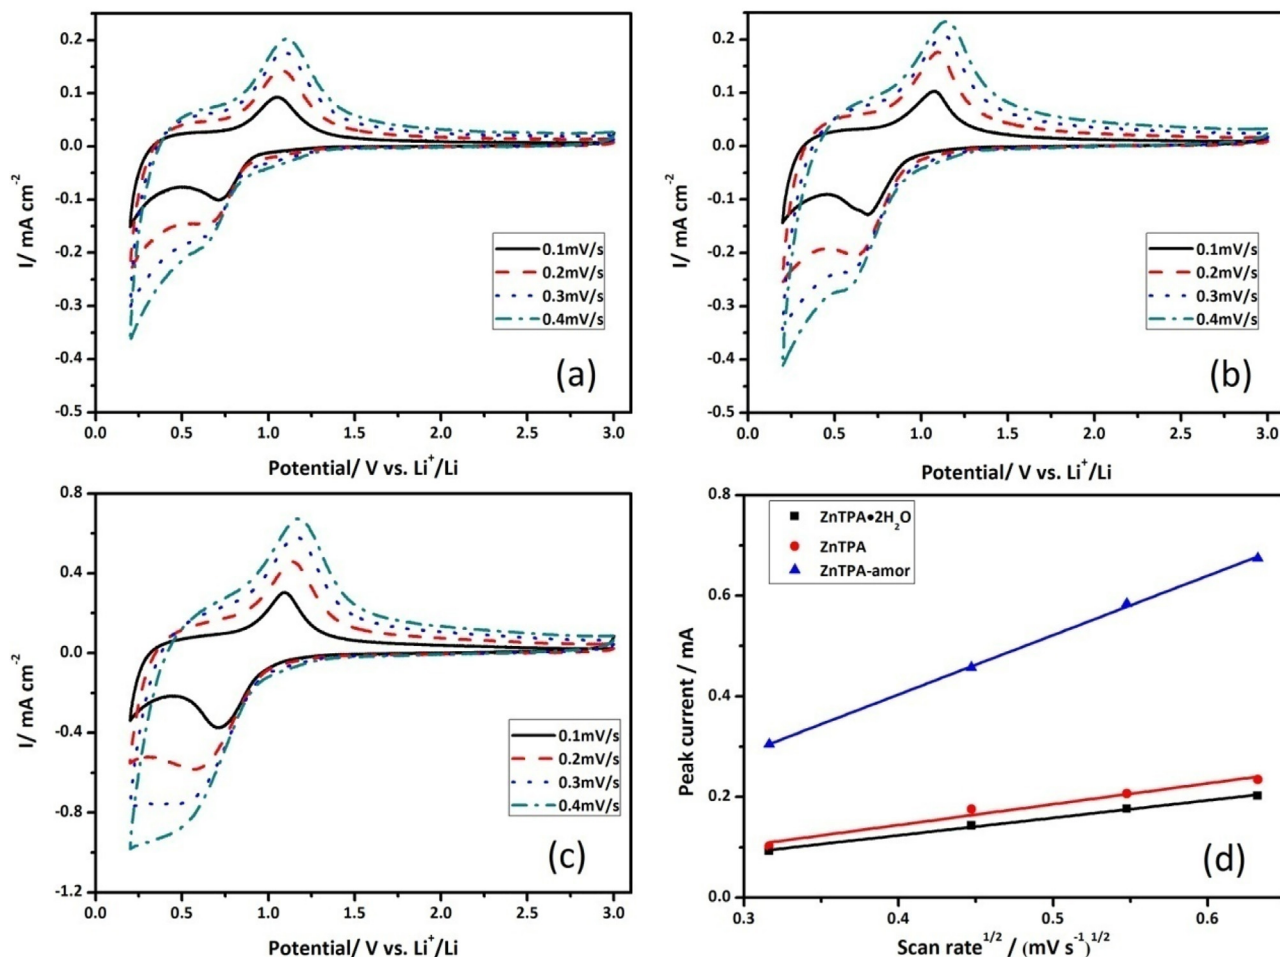 0.2
0.1
0.0
-0.1
-0.2
-0.3
-0.4
-0.5
I/ mA cm-2
0.1mV/s
0.2mV/s
0.3mV/s
0.4mV/s
(a)
0.0 0.5 1.0 1.5 2.0 2.5 3.0
Potential/ V vs. Li+/Li
0.2
0.1
0.0
-0.1
-0.2
-0.3
-0.4
-0.5
I/ mA cm-2
0.1mV/s
0.2mV/s
0.3mV/s
0.4mV/s
(b)
0.0 0.5 1.0 1.5 2.0 2.5 3.0
Potential/ V vs. Li+/Li
0.8
0.4
0.0
-0.4
-0.8
-1.2
I/ mA cm-2
0.1mV/s
0.2mV/s
0.3mV/s
0.4mV/s
(c)
0.0 0.5 1.0 1.5 2.0 2.5 3.0
Potential/ V vs. Li+/Li
0.8
0.6
0.4
0.2
0.0
Peak current / mA
ZnTPA•2H2O
ZnTPA
ZnTPA-amor
(d)
0.3 0.4 0.5 0.6
Scan rate1/2 / (mV s-1)1/2